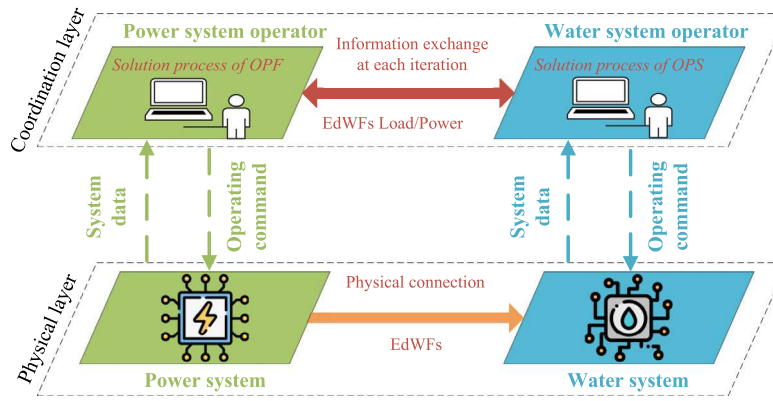 Coordination layer
Power system operator
Water system operator
Solution process of OPF
Information exchange
at each iteration
Solution process of OPS
EdWFs Load/Power
System
data
Operating
command
System
data
Operating
command
Physical layer
Physical connection
EdWFs
Power system
Water system